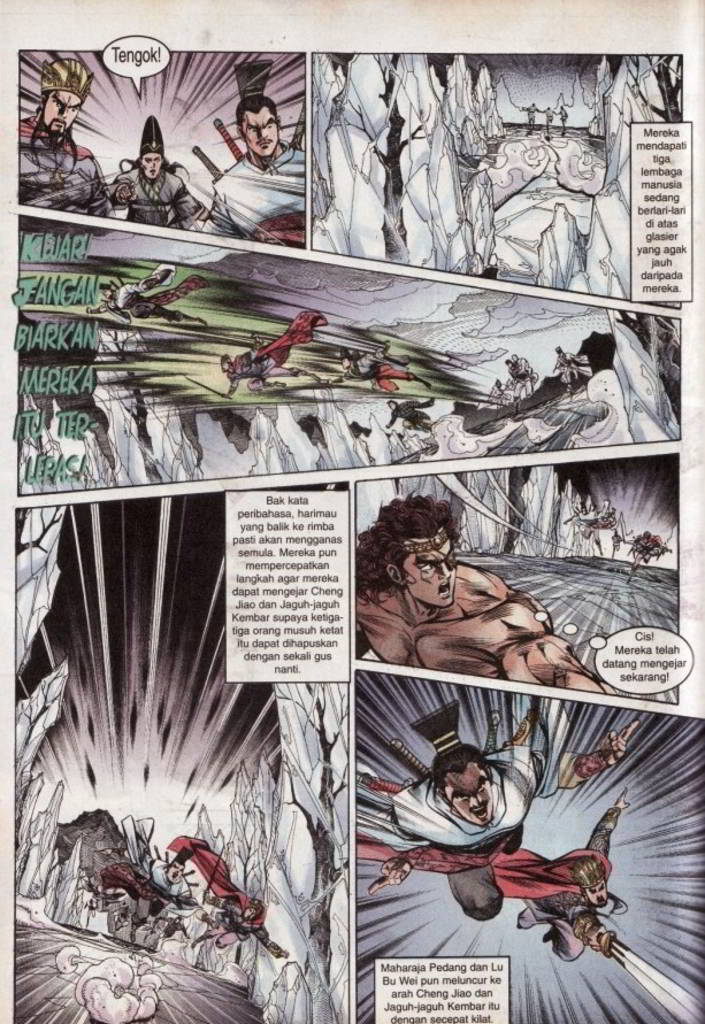 Tengok!
Mereka
mendapati
tiga
lembaga
manusia
sedang
berlari-lari
di atas
glasier
yang agak
jauh
daripada
mereka.
KEJAR!
JANGAN
BIARKAN
MEREKA
ITU TER-
LEPAS!
Bak kata
peribahasa, harimau
yang balik ke rimba
pasti akan mengganas
semula. Mereka pun
mempercepatkan
langkah agar mereka
dapat mengejar Cheng
Jiao dan Jaguh-jaguh
Kembar supaya ketiga-
tiga orang musuh ketat
itu dapat dihapuskan
dengan sekali gus
nanti.
Cis!
Mereka telah
datang mengejar
sekarang!
Maharaja Pedang dan Lu
Bu Wei pun meluncur ke
arah Cheng Jiao dan
Jaguh-jaguh Kembar itu
dengan secepat kilat.